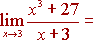 lim x→3 x³ + 27 / x + 3 =